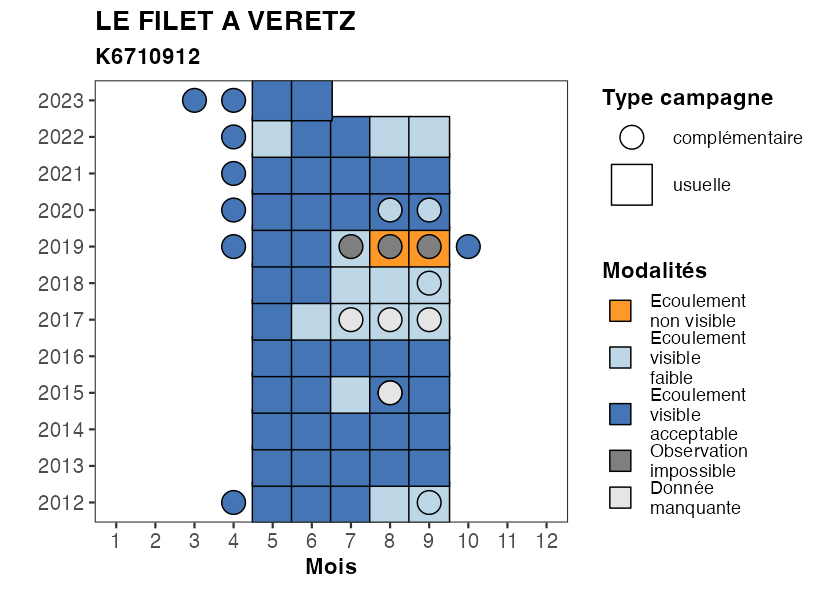 LE FILET A VERETZ
K6710912
2023
2022
2021
2020
2019
2018
2017
2016
2015
2014
2013
2012
1 2 3 4 5 6 7 8 9 10 11 12
Mois
Type campagne
complémentaire
usuelle
Modalités
Ecoulement
non visible
Ecoulement
visible
faible
Ecoulement
visible
acceptable
Observation
impossible
Donnée
manquante